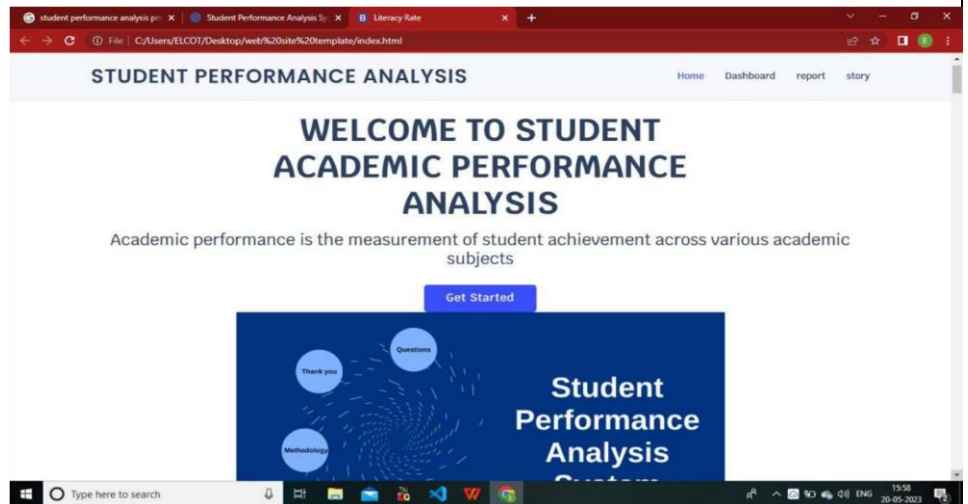 student performance analysis pr
Student Performance Analysis Sy
Literacy Rate
File
C:/Users/ELCOT/Desktop/web%20site%20template/index.html
STUDENT PERFORMANCE ANALYSIS
Home Dashboard report story
WELCOME TO STUDENT
ACADEMIC PERFORMANCE
ANALYSIS
Academic performance is the measurement of student achievement across various academic
subjects
Get Started
Questions
Thank you
Methodology
Student
Performance
Analysis
System
Type here to search
ENG
15:58
20-05-2023